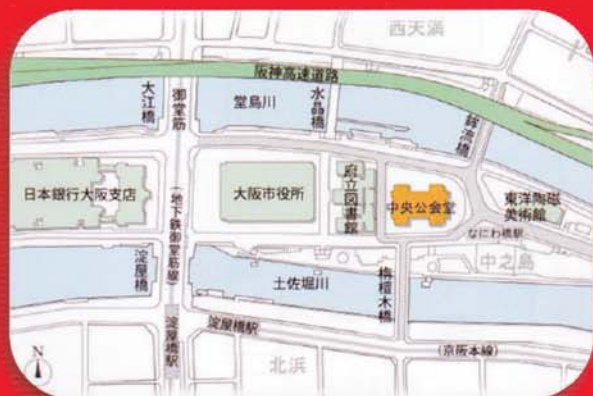 西天満
阪神高速道路
大江橋
御堂筋
堂島川
水晶橋
鉾流橋
日本銀行大阪支店
(地下鉄御堂筋線)
大阪市役所
府立図書館
中央公会堂
東洋陶磁
美術館
なにわ橋駅
中之島
淀屋橋
土佐堀川
栴檀木橋
淀屋橋駅
淀屋橋駅
(京阪本線)
北浜
N